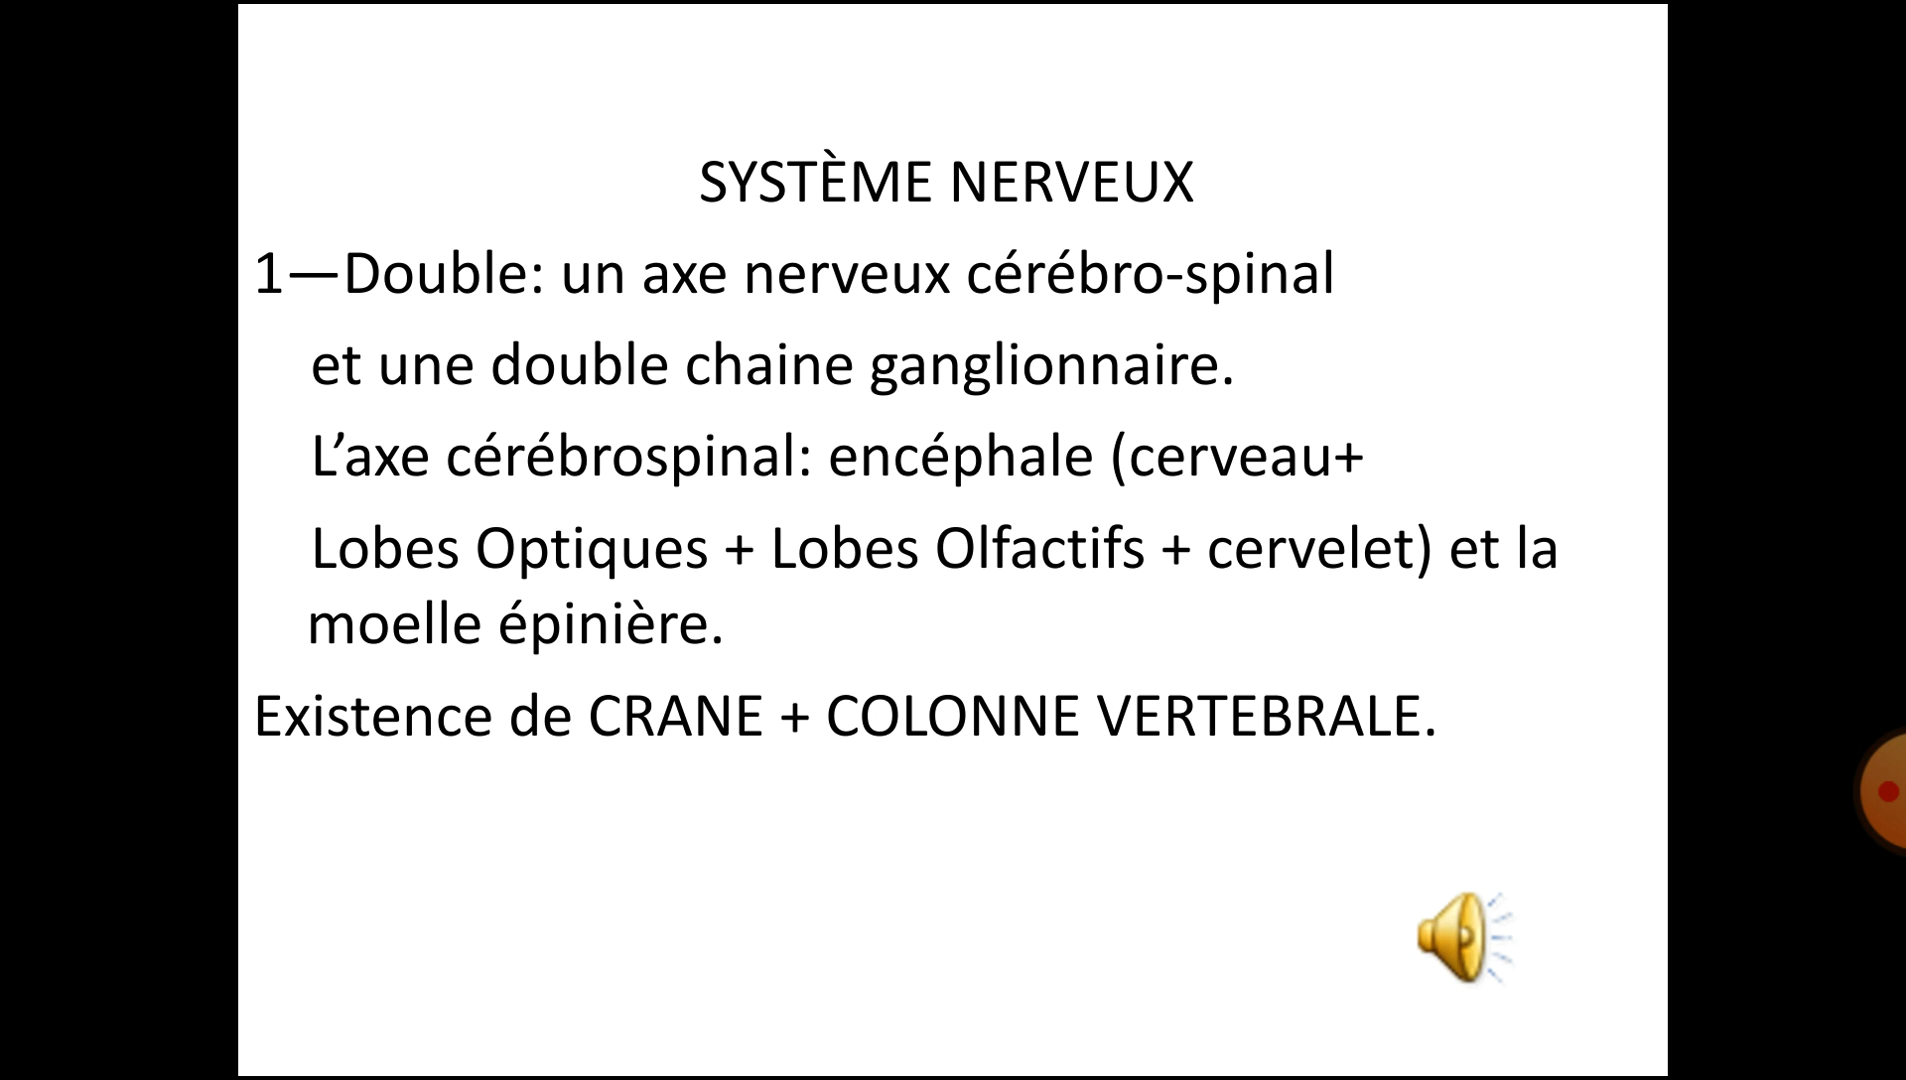 SYSTÈME NERVEUX
1—Double: un axe nerveux cérébro-spinal
et une double chaine ganglionnaire.
L’axe cérébrospinal: encéphale (cerveau+
Lobes Optiques + Lobes Olfactifs + cervelet) et la
moelle épinière.
Existence de CRANE + COLONNE VERTEBRALE.